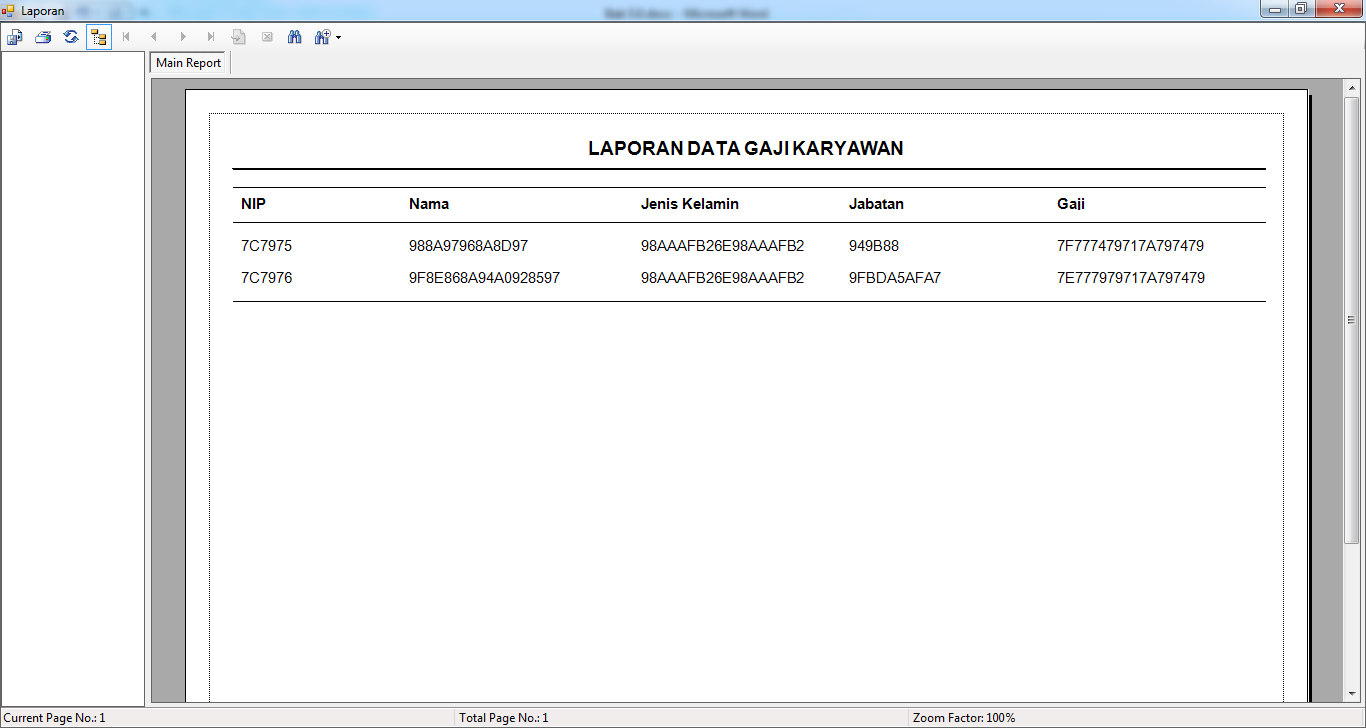 Laporan
Main Report
LAPORAN DATA GAJI KARYAWAN
NIP Nama Jenis Kelamin Jabatan Gaji
7C7975 988A97968A8D97 98AAAFB26E98AAAFB2 949B88 7F777479717A797479
7C7976 9F8E868A94A0928597 98AAAFB26E98AAAFB2 9FBDA5AFA7 7E777979717A797479
Current Page No.: 1 Total Page No.: 1 Zoom Factor: 100%